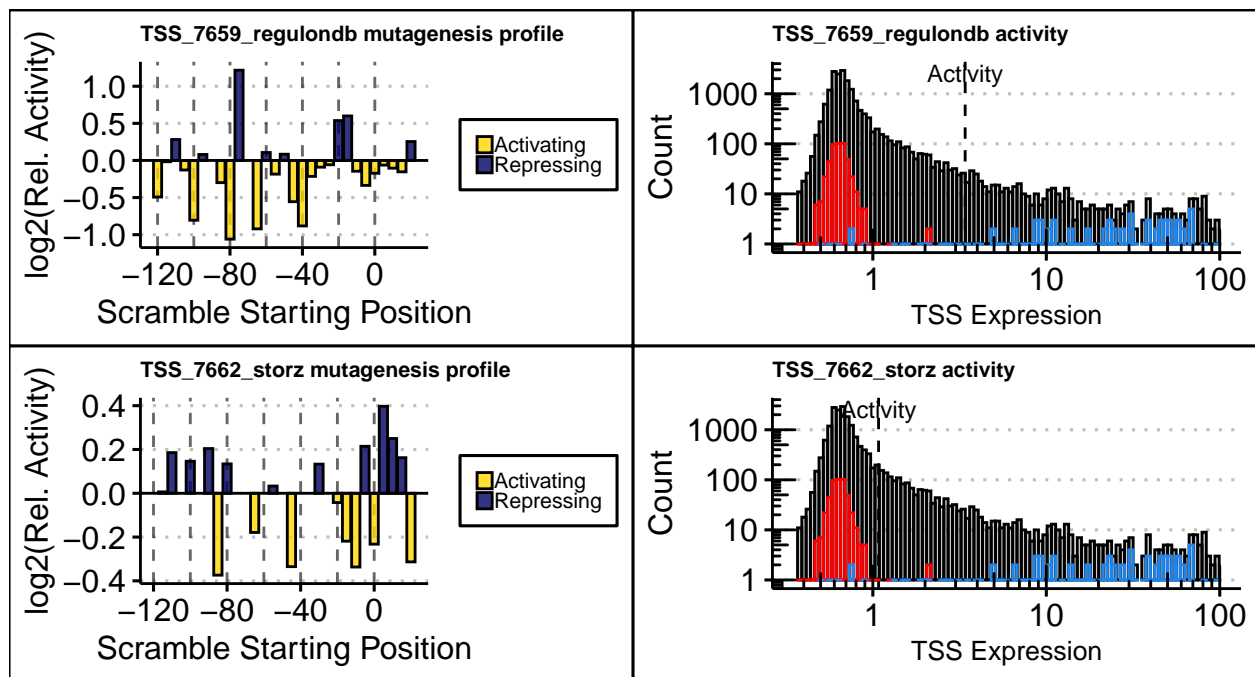 TSS_7659_regulondb mutagenesis profile
log2(Rel. Activity)
1.0
0.5
0.0
−0.5
−1.0
−120 −80 −40 0
Scramble Starting Position
Activating
Repressing
TSS_7659_regulondb activity
Activity
Count
1000
100
10
1
1 10 100
TSS Expression
TSS_7662_storz mutagenesis profile
log2(Rel. Activity)
0.4
0.2
0.0
−0.2
−0.4
−120 −80 −40 0
Scramble Starting Position
Activating
Repressing
TSS_7662_storz activity
Activity
Count
1000
100
10
1
1 10 100
TSS Expression